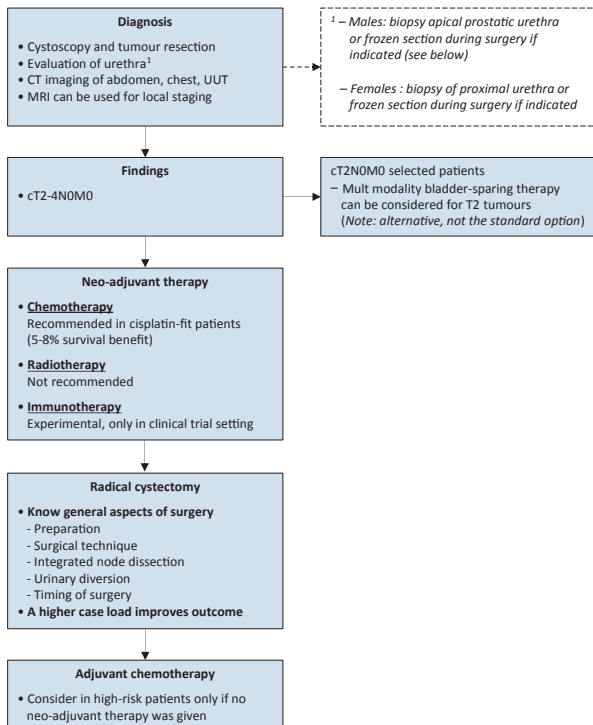 Diagnosis
• Cystoscopy and tumour resection
• Evaluation of urethra¹
• CT imaging of abdomen, chest, UUT
• MRI can be used for local staging
¹ – Males: biopsy apical prostatic urethra
or frozen section during surgery if
indicated (see below)
– Females : biopsy of proximal urethra or
frozen section during surgery if indicated
Findings
• cT2-4N0M0
cT2N0M0 selected patients
– Mult modality bladder-sparing therapy
can be considered for T2 tumours
(Note: alternative, not the standard option)
Neo-adjuvant therapy
• Chemotherapy
Recommended in cisplatin-fit patients
(5-8% survival benefit)
• Radiotherapy
Not recommended
• Immunotherapy
Experimental, only in clinical trial setting
Radical cystectomy
• Know general aspects of surgery
- Preparation
- Surgical technique
- Integrated node dissection
- Urinary diversion
- Timing of surgery
• A higher case load improves outcome
Adjuvant chemotherapy
• Consider in high-risk patients only if no
neo-adjuvant therapy was given